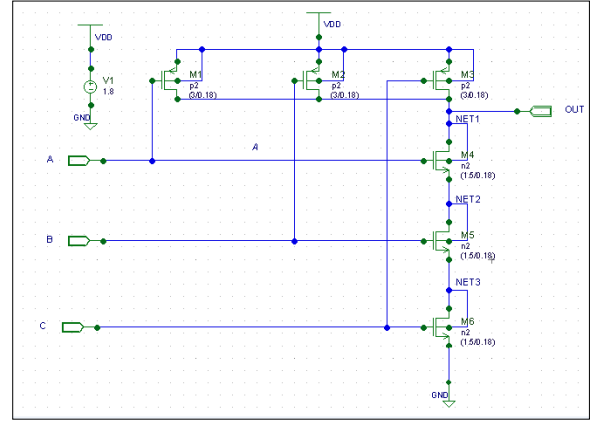 VDD
VDD
V1
1.8
GND
M1
p2
(3/0.18)
M2
p2
(3/0.18)
M3
p2
(3/0.18)
OUT
NET1
A
A
M4
n2
(1.5/0.18)
NET2
B
M5
n2
(1.5/0.18)
NET3
C
M6
n2
(1.5/0.18)
GND